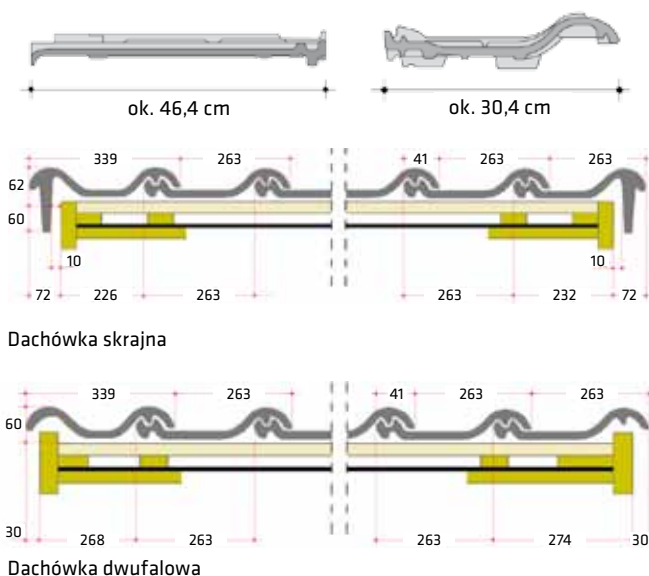 ok. 46,4 cm ok. 30,4 cm
339 263 41 263 263
62
60
10 10
72 226 263 263 232 72
Dachówka skrajna
339 263 41 263 263
60
30 268 263 263 274 30
Dachówka dwufalowa